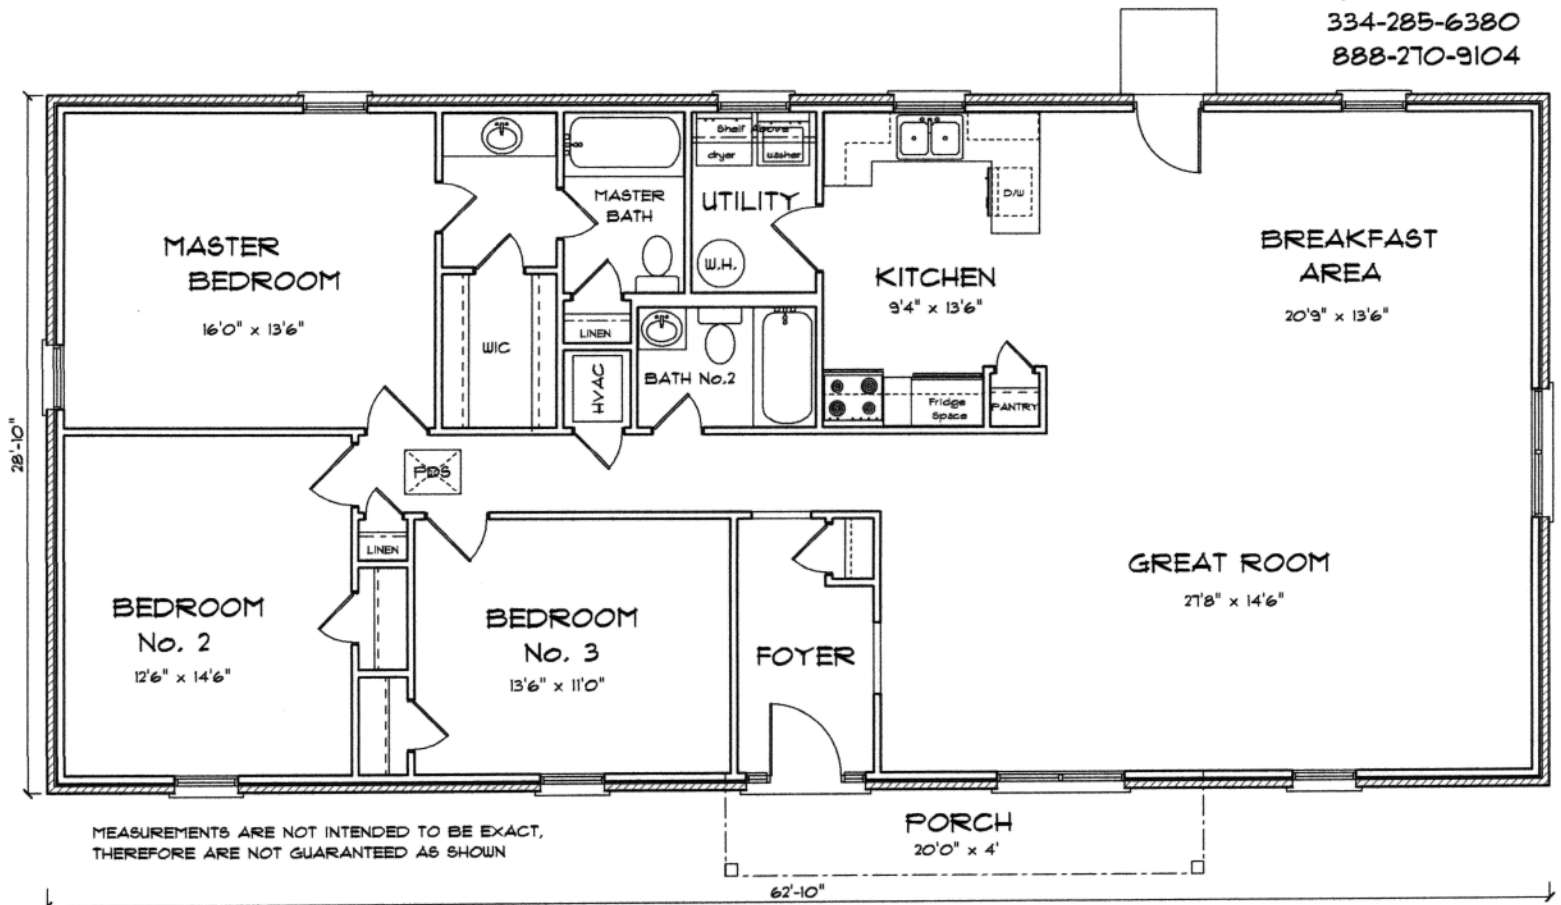 334-285-6380
888-270-9104
MASTER
BEDROOM
16'0" x 13'6"
WIC
MASTER
BATH
LINEN
HVAC
Shelf Above
dryer
washer
UTILITY
W.H.
BATH No.2
KITCHEN
9'4" x 13'6"
D/W
Fridge
Space
PANTRY
BREAKFAST
AREA
20'9" x 13'6"
28'-10"
PDS
LINEN
BEDROOM
No. 2
12'6" x 14'6"
BEDROOM
No. 3
13'6" x 11'0"
FOYER
GREAT ROOM
27'8" x 14'6"
PORCH
20'0" x 4'
MEASUREMENTS ARE NOT INTENDED TO BE EXACT,
THEREFORE ARE NOT GUARANTEED AS SHOWN
62'-10"